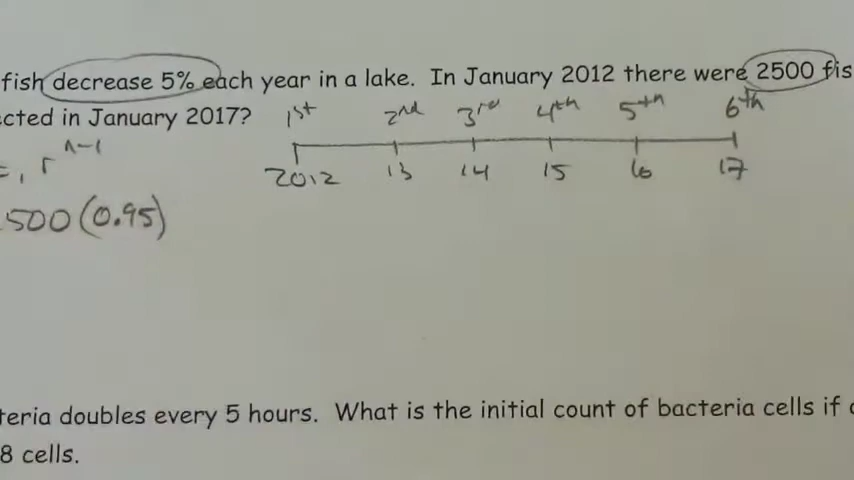 fish decrease 5% each year in a lake. In January 2012 there were 2500 fis
cted in January 2017?
1st 2nd 3rd 4th 5th 6th
r n-1
2012 13 14 15 16 17
500(0.95)
teria doubles every 5 hours. What is the initial count of bacteria cells if
8 cells.